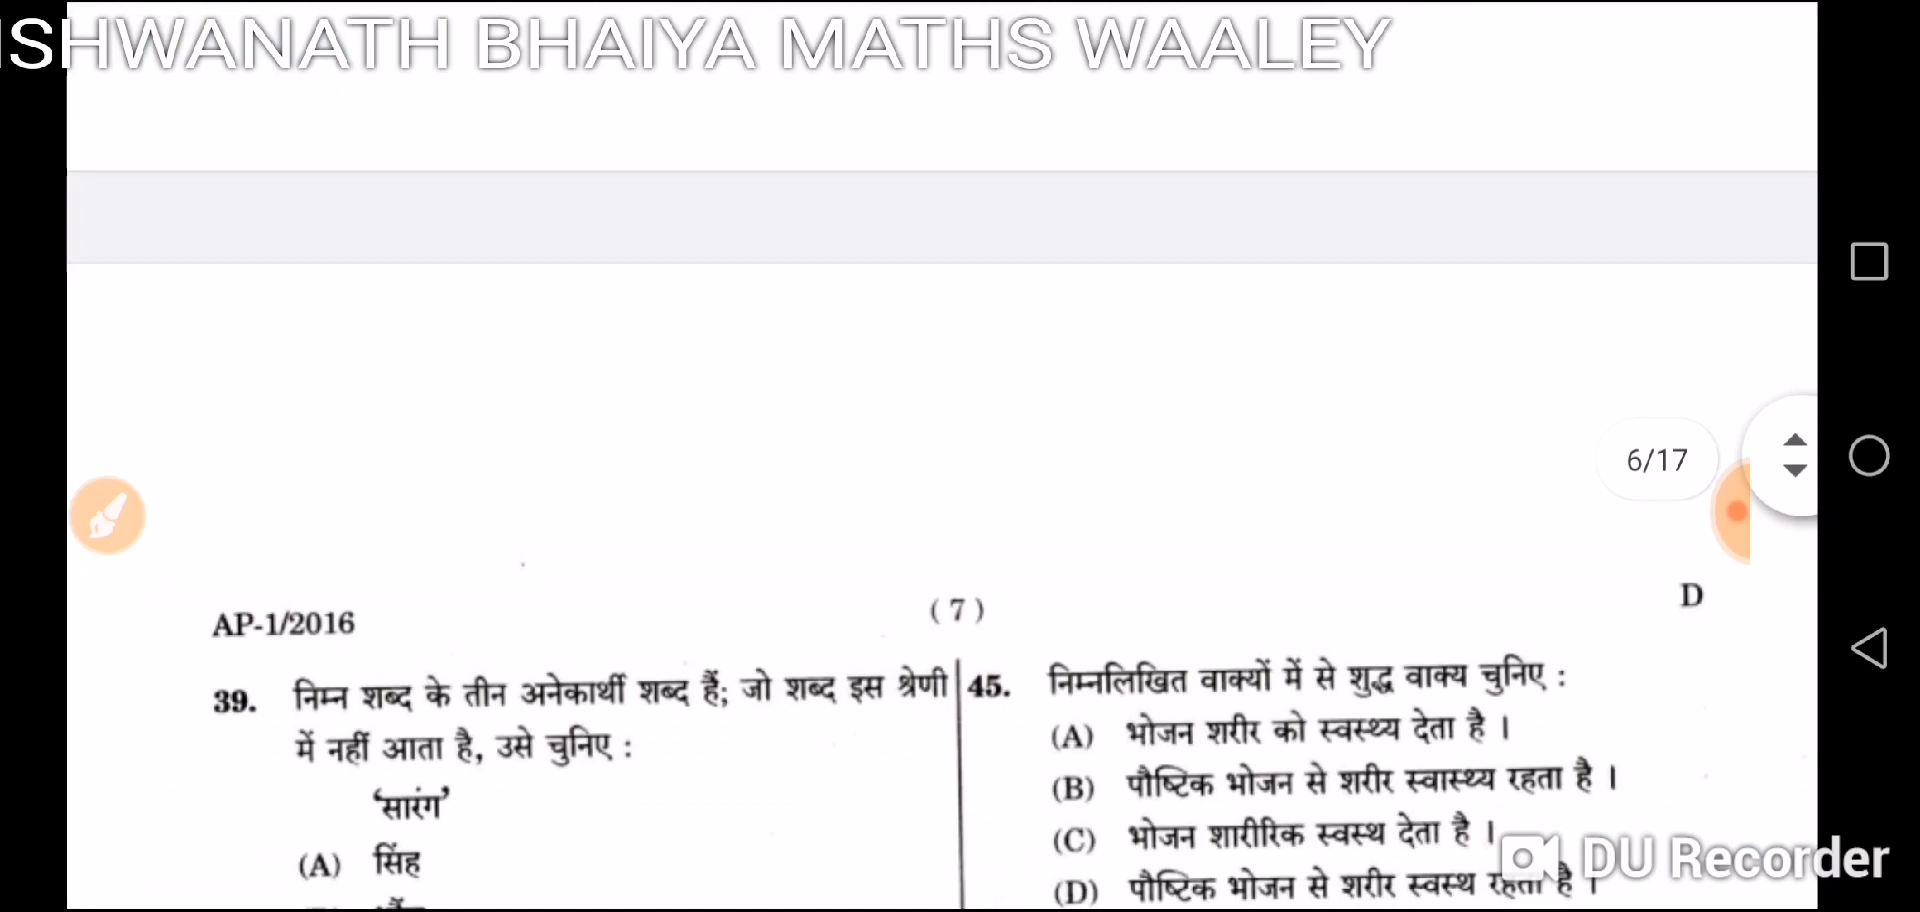 SHWANATH BHAIYA MATHS WAALEY
6/17
AP-1/2016
( 7 )
D
39. निम्न शब्द के तीन अनेकार्थी शब्द हैं; जो शब्द इस श्रेणी
में नहीं आता है, उसे चुनिए :
‘सारंग’
(A) सिंह
45. निम्नलिखित वाक्यों में से शुद्ध वाक्य चुनिए :
(A) भोजन शरीर को स्वस्थ्य देता है ।
(B) पौष्टिक भोजन से शरीर स्वास्थ्य रहता है ।
(C) भोजन शारीरिक स्वस्थ देता है ।
(D) पौष्टिक भोजन से शरीर स्वस्थ रहता है ।
DU Recorder